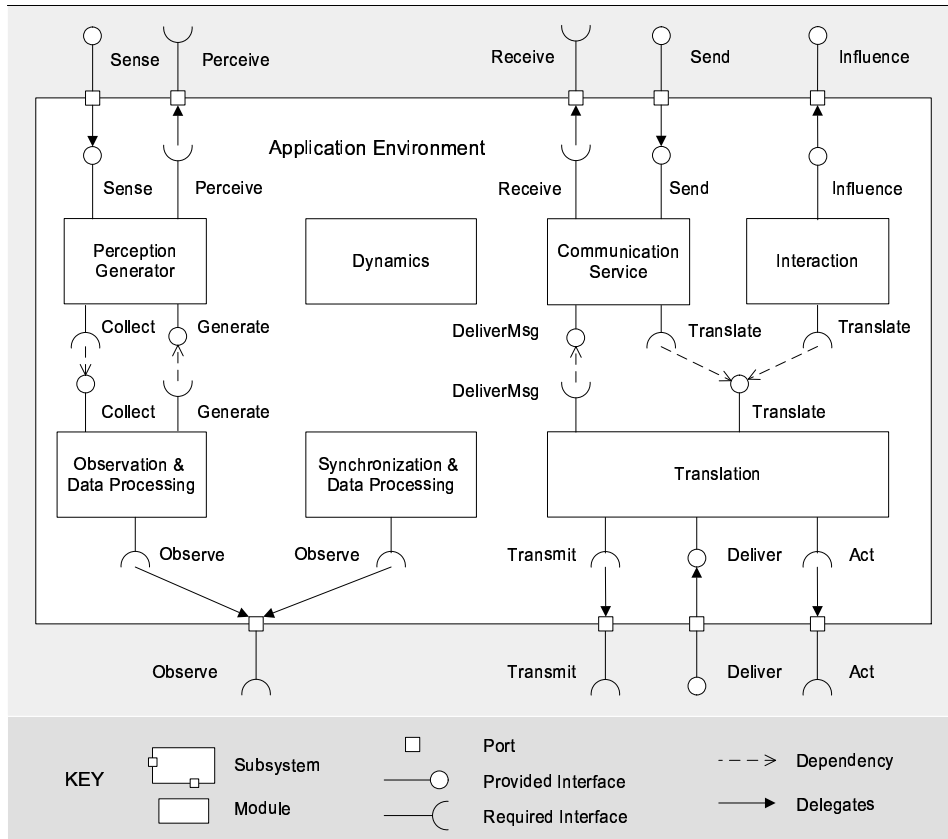 Sense
Perceive
Receive
Send
Influence
Application Environment
Sense
Perceive
Receive
Send
Influence
Perception
Generator
Dynamics
Communication
Service
Interaction
Collect
Generate
DeliverMsg
Translate
Translate
DeliverMsg
Collect
Generate
Translate
Observation &
Data Processing
Synchronization &
Data Processing
Translation
Observe
Observe
Transmit
Deliver
Act
Observe
Transmit
Deliver
Act
KEY
Subsystem
Module
Port
Provided Interface
Required Interface
Dependency
Delegates